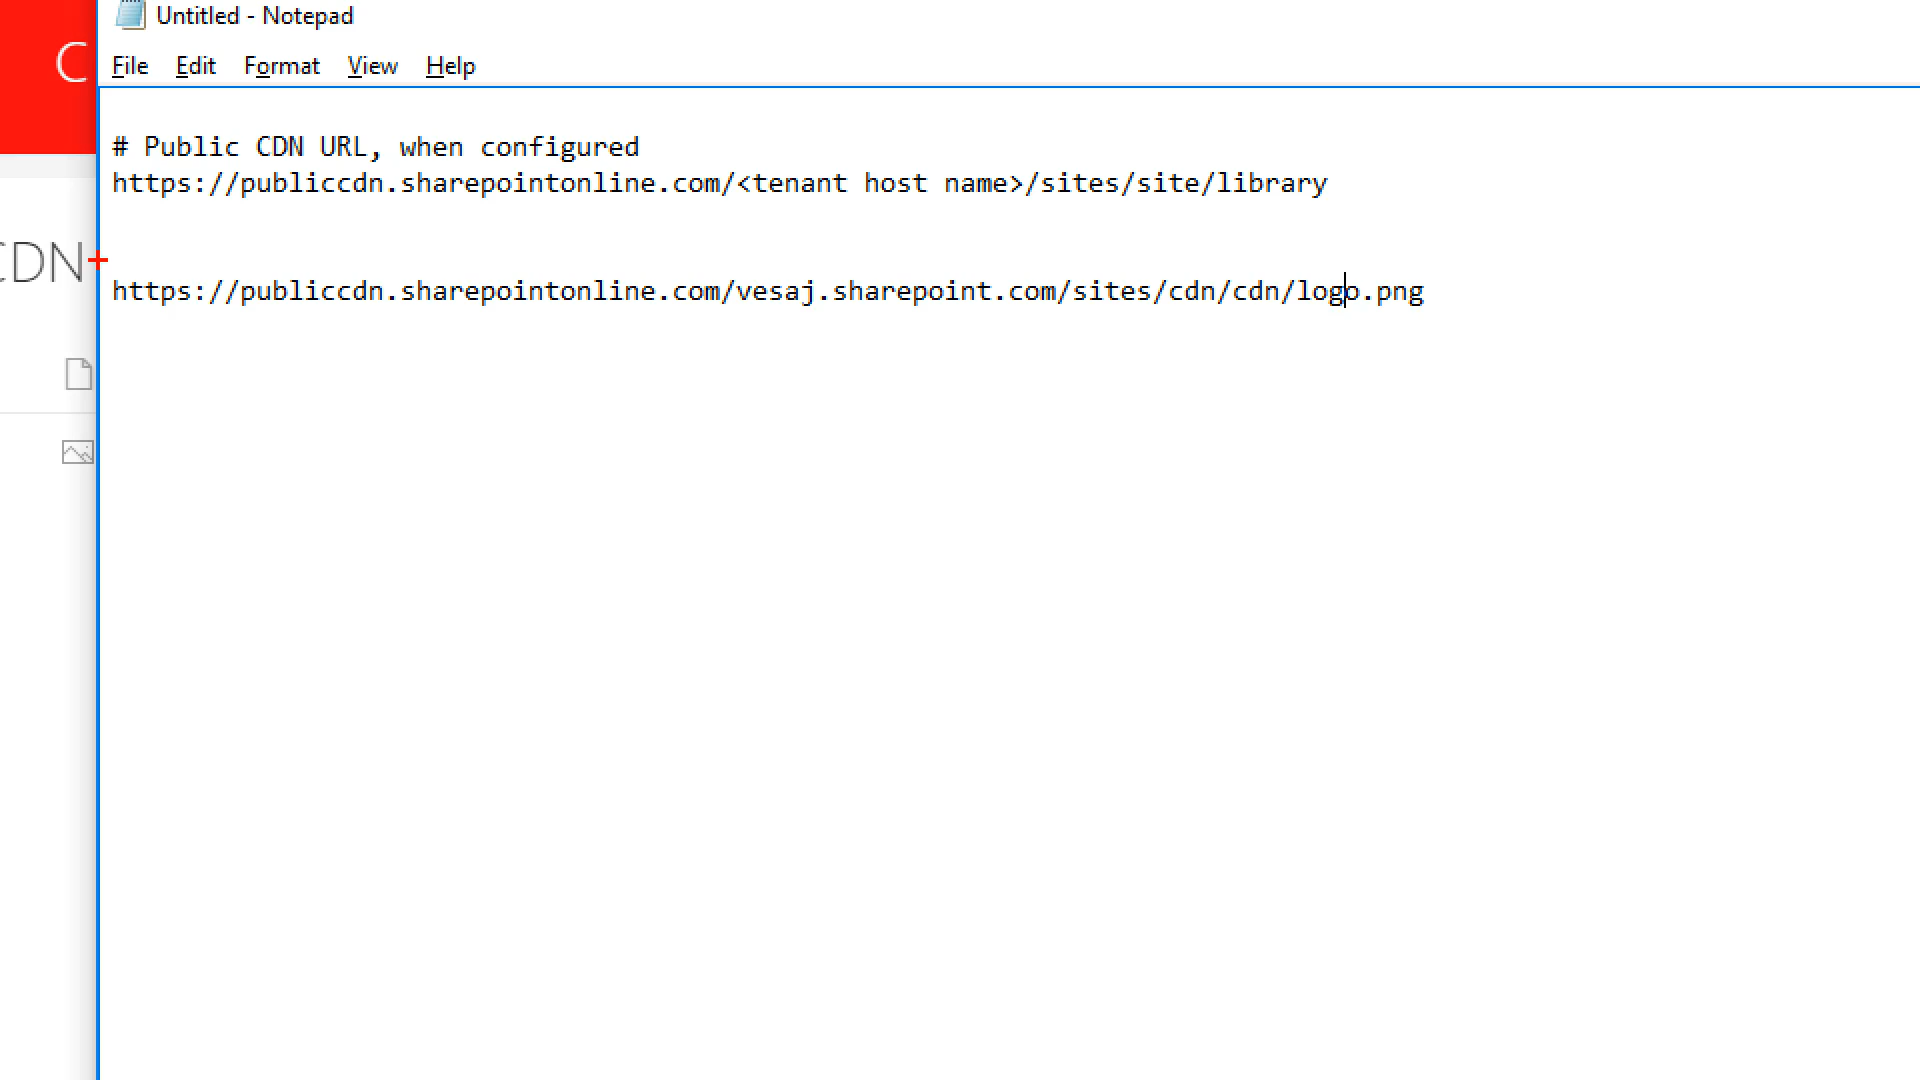 Untitled - Notepad
File Edit Format View Help
C
# Public CDN URL, when configured
https://publiccdn.sharepointonline.com/<tenant host name>/sites/site/library
CDN
https://publiccdn.sharepointonline.com/vesaj.sharepoint.com/sites/cdn/cdn/logo.png